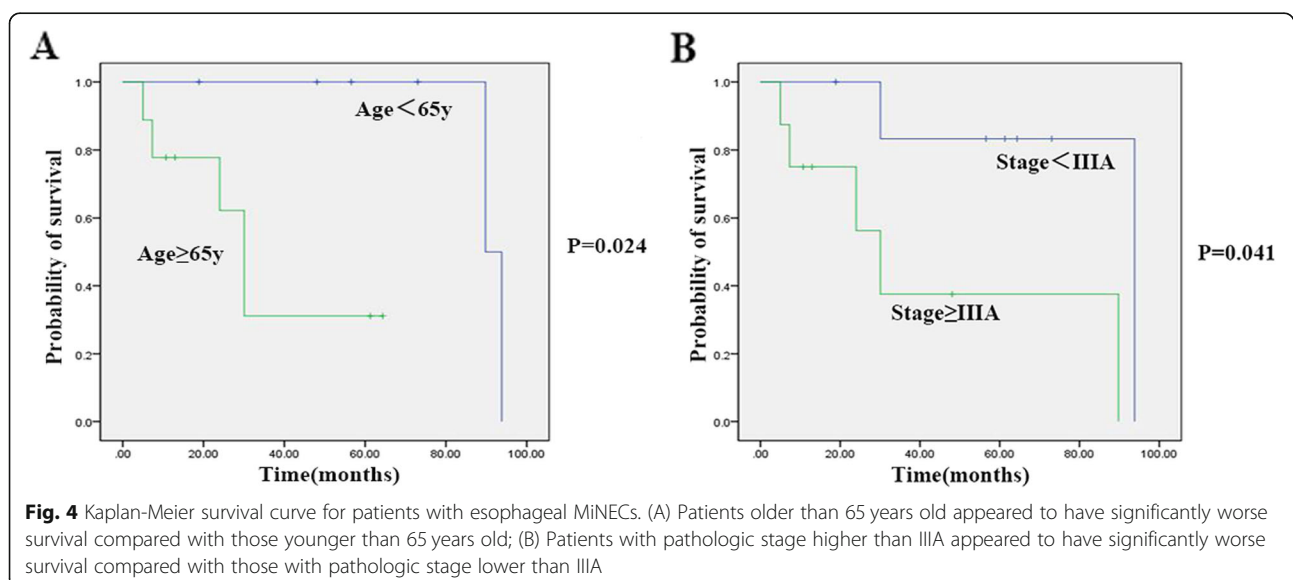 A
1.0
0.8
0.6
0.4
0.2
0.0
Probability of survival
Age<65y
Age≥65y
.00 20.00 40.00 60.00 80.00 100.00
Time(months)
P=0.024
B
1.0
0.8
0.6
0.4
0.2
0.0
Probability of survival
Stage<IIIA
Stage≥IIIA
.00 20.00 40.00 60.00 80.00 100.00
Time(months)
P=0.041
Fig. 4 Kaplan-Meier survival curve for patients with esophageal MiNECs. (A) Patients older than 65 years old appeared to have significantly worse
survival compared with those younger than 65 years old; (B) Patients with pathologic stage higher than IIIA appeared to have significantly worse
survival compared with those with pathologic stage lower than IIIA